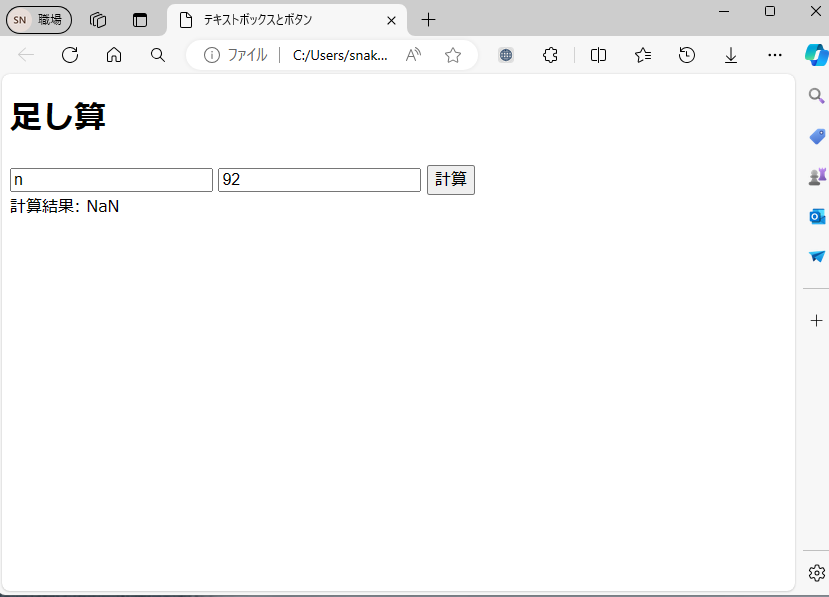 SN 職場
テキストボックスとボタン
ファイル C:/Users/snak...
足し算
n 92 計算
計算結果: NaN